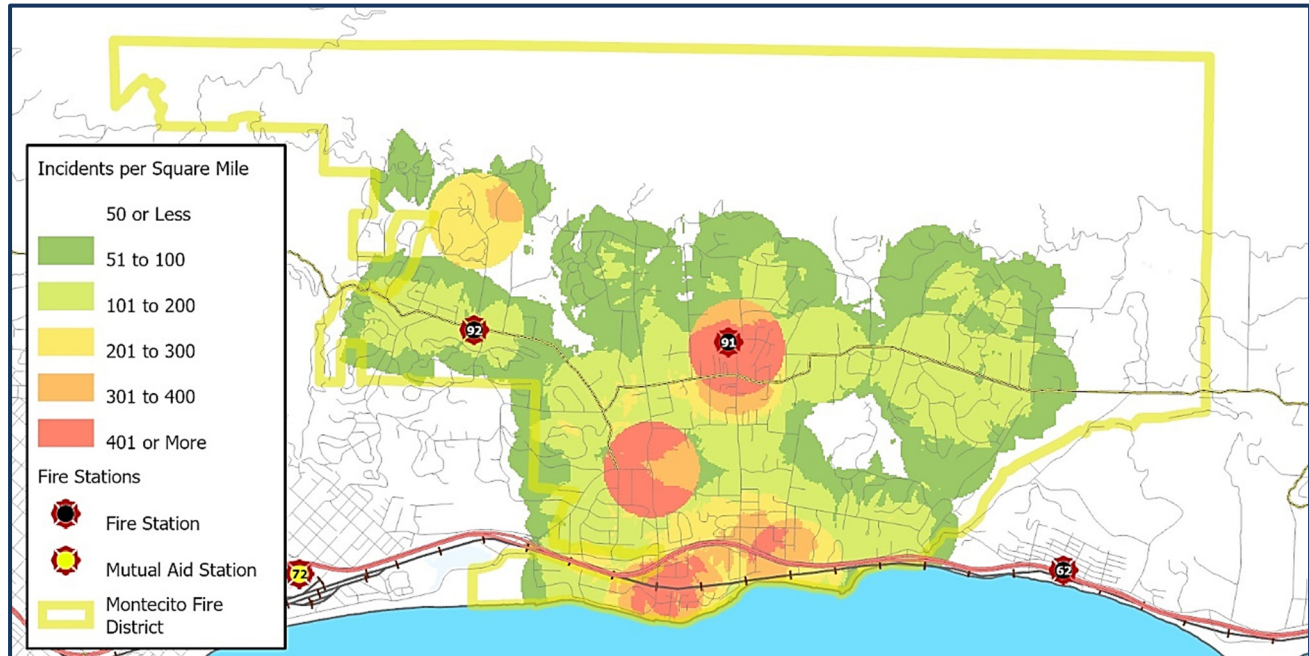 Incidents per Square Mile
50 or Less
51 to 100
101 to 200
201 to 300
301 to 400
401 or More
Fire Stations
Fire Station
Mutual Aid Station
Montecito Fire
District
92
91
72
62